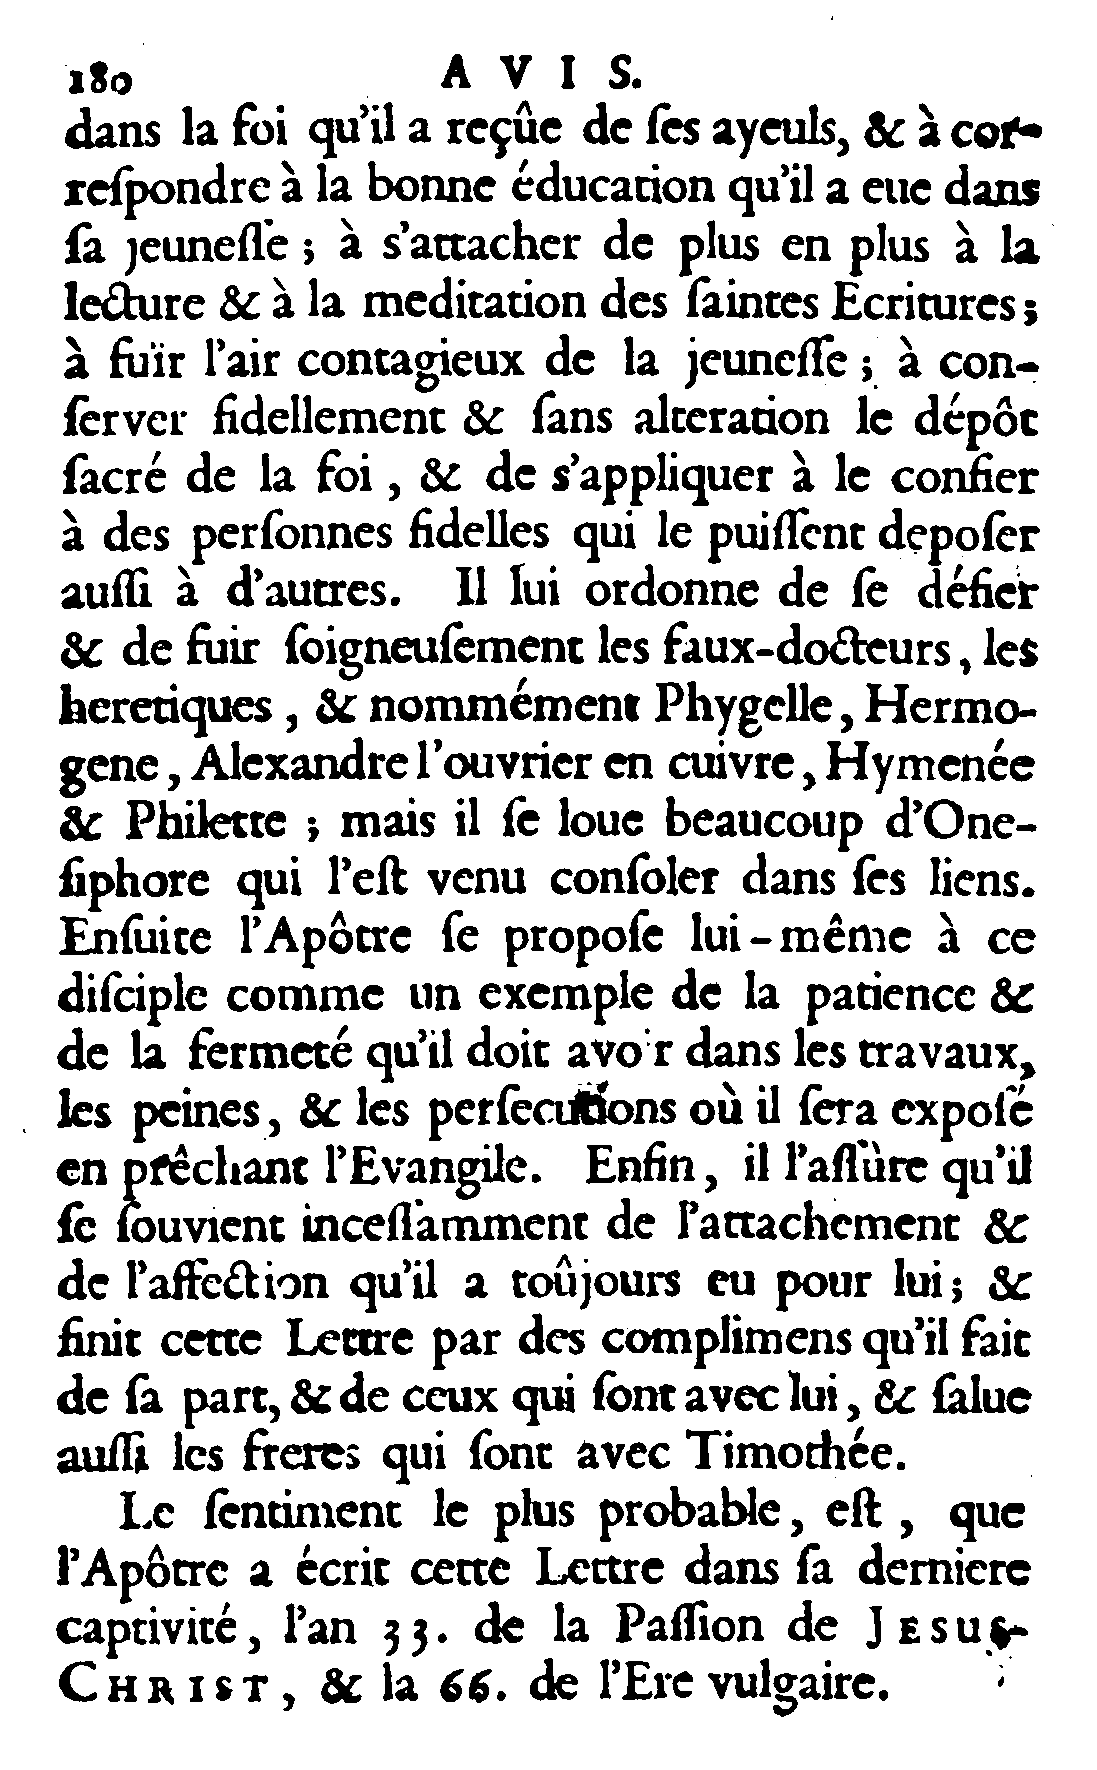 180 AVIS.
dans la foi qu'il a reçûe de ſes ayeuls, & à cor-
reſpondre à la bonne éducation qu'il a eue dans
ſa jeuneſſe ; à s'attacher de plus en plus à la
lecture & à la meditation des ſaintes Ecritures ;
à fuïr l'air contagieux de la jeuneſſe ; à con-
ſerver fidellement & ſans alteration le dépôt
ſacré de la foi , & de s'appliquer à le confier
à des perſonnes fidelles qui le puiſſent depoſer
auſſi à d'autres. Il lui ordonne de ſe défier
& de fuir ſoigneuſement les faux-docteurs , les
heretiques , & nommément Phygelle, Hermo-
gene , Alexandre l'ouvrier en cuivre , Hymenée
& Philette ; mais il ſe loue beaucoup d'One-
ſiphore qui l'eſt venu conſoler dans ſes liens.
Enſuite l'Apôtre ſe propoſe lui-même à ce
diſciple comme un exemple de la patience &
de la fermeté qu'il doit avoir dans les travaux,
les peines , & les perſecutions où il ſera expoſé
en prêchant l'Evangile. Enfin , il l'aſſûre qu'il
ſe ſouvient inceſſamment de l'attachement &
de l'affection qu'il a toûjours eu pour lui ; &
finit cette Lettre par des complimens qu'il fait
de ſa part, & de ceux qui ſont avec lui , & ſalue
auſſi les freres qui ſont avec Timothée.
Le ſentiment le plus probable , eſt , que
l'Apôtre a écrit cette Lettre dans ſa derniere
captivité , l'an 33. de la Paſſion de JESUS-
CHRIST , & la 66. de l'Ere vulgaire.